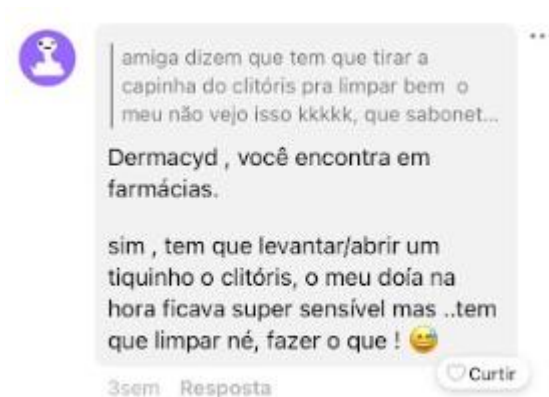 amiga dizem que tem que tirar a
capinha do clitóris pra limpar bem o
meu não vejo isso kkkkk, que sabonet...
Dermacyd , você encontra em
farmácias.
sim , tem que levantar/abrir um
tiquinho o clitóris, o meu doía na
hora ficava super sensível mas ..tem
que limpar né, fazer o que ! 😅
Curtir
3sem Resposta